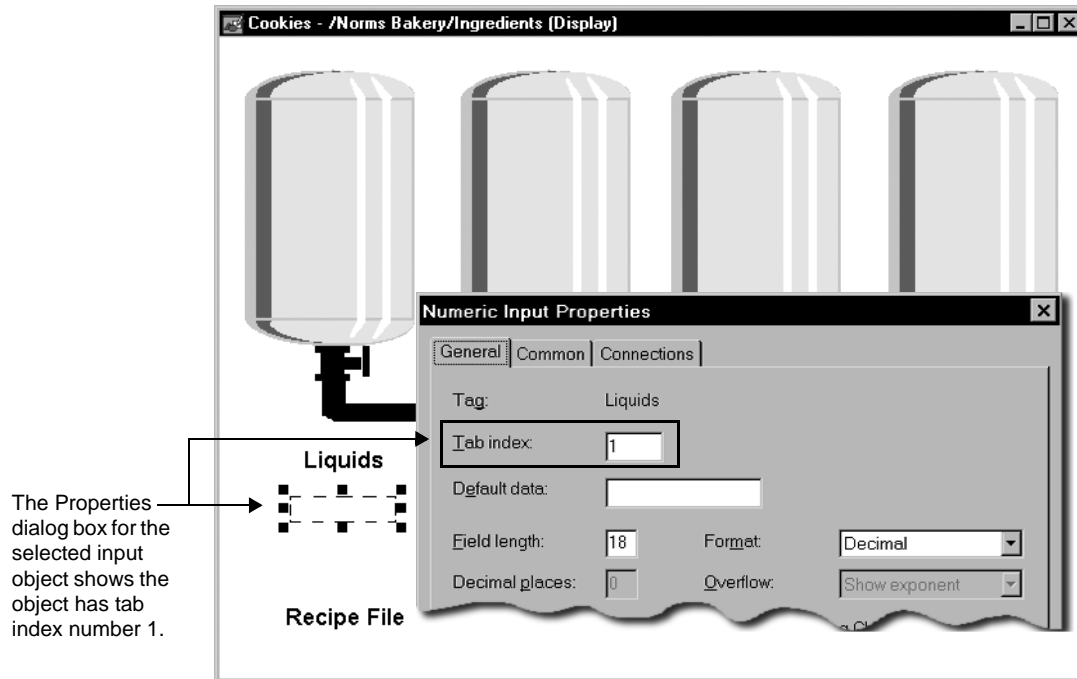 Cookies - /Norms Bakery/Ingredients (Display)
Numeric Input Properties
General Common Connections
Tag: Liquids
Tab index: 1
Default data:
Field length: 18 Format: Decimal
Decimal places: 0 Overflow: Show exponent
Liquids
Recipe File
The Properties
dialog box for the
selected input
object shows the
object has tab
index number 1.